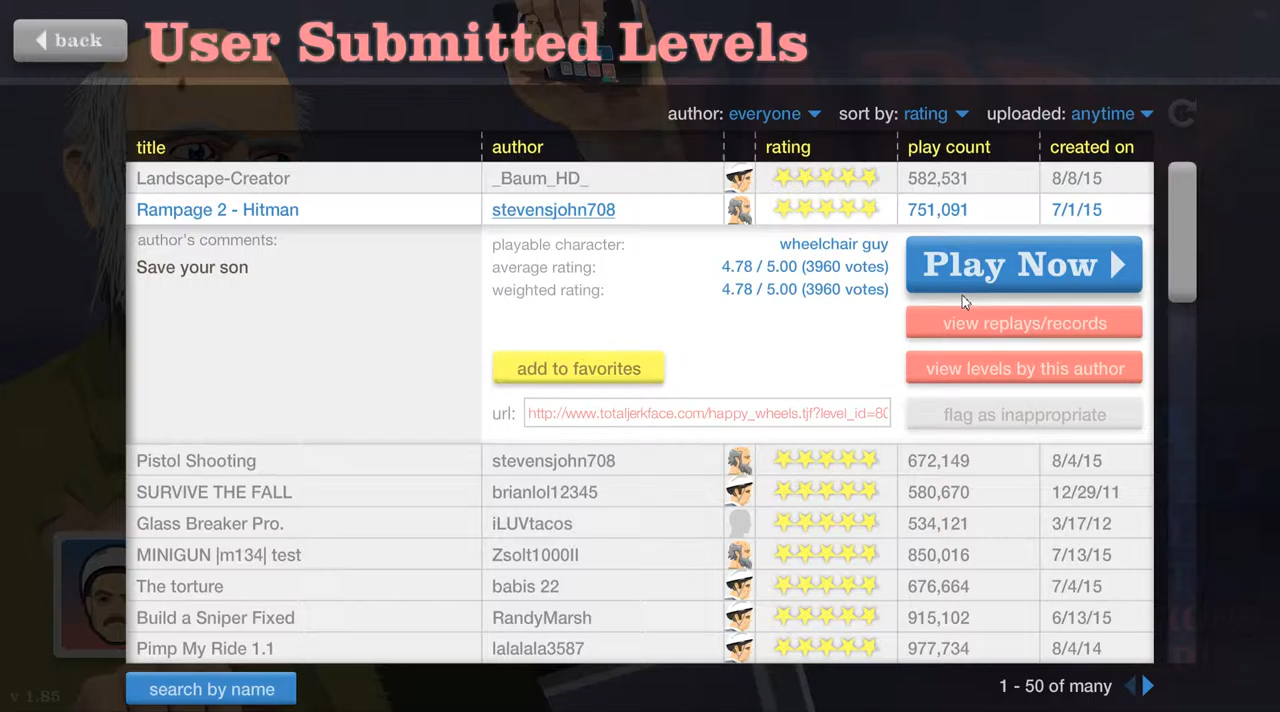 back
User Submitted Levels
author: everyone sort by: rating uploaded: anytime
title author rating play count created on
Landscape-Creator _Baum_HD_ 582,531 8/8/15
Rampage 2 - Hitman stevensjohn708 751,091 7/1/15
author's comments:
Save your son
playable character: wheelchair guy
average rating: 4.78 / 5.00 (3960 votes)
weighted rating: 4.78 / 5.00 (3960 votes)
Play Now
view replays/records
add to favorites
view levels by this author
url: http://www.totaljerkface.com/happy_wheels.tjf?level_id=80
flag as inappropriate
Pistol Shooting stevensjohn708 672,149 8/4/15
SURVIVE THE FALL brianlol12345 580,670 12/29/11
Glass Breaker Pro. iLUVtacos 534,121 3/17/12
MINIGUN |m134| test Zsolt1000II 850,016 7/13/15
The torture babis 22 676,664 7/4/15
Build a Sniper Fixed RandyMarsh 915,102 6/13/15
Pimp My Ride 1.1 lalalala3587 977,734 8/4/14
v 1.85
search by name
1 - 50 of many